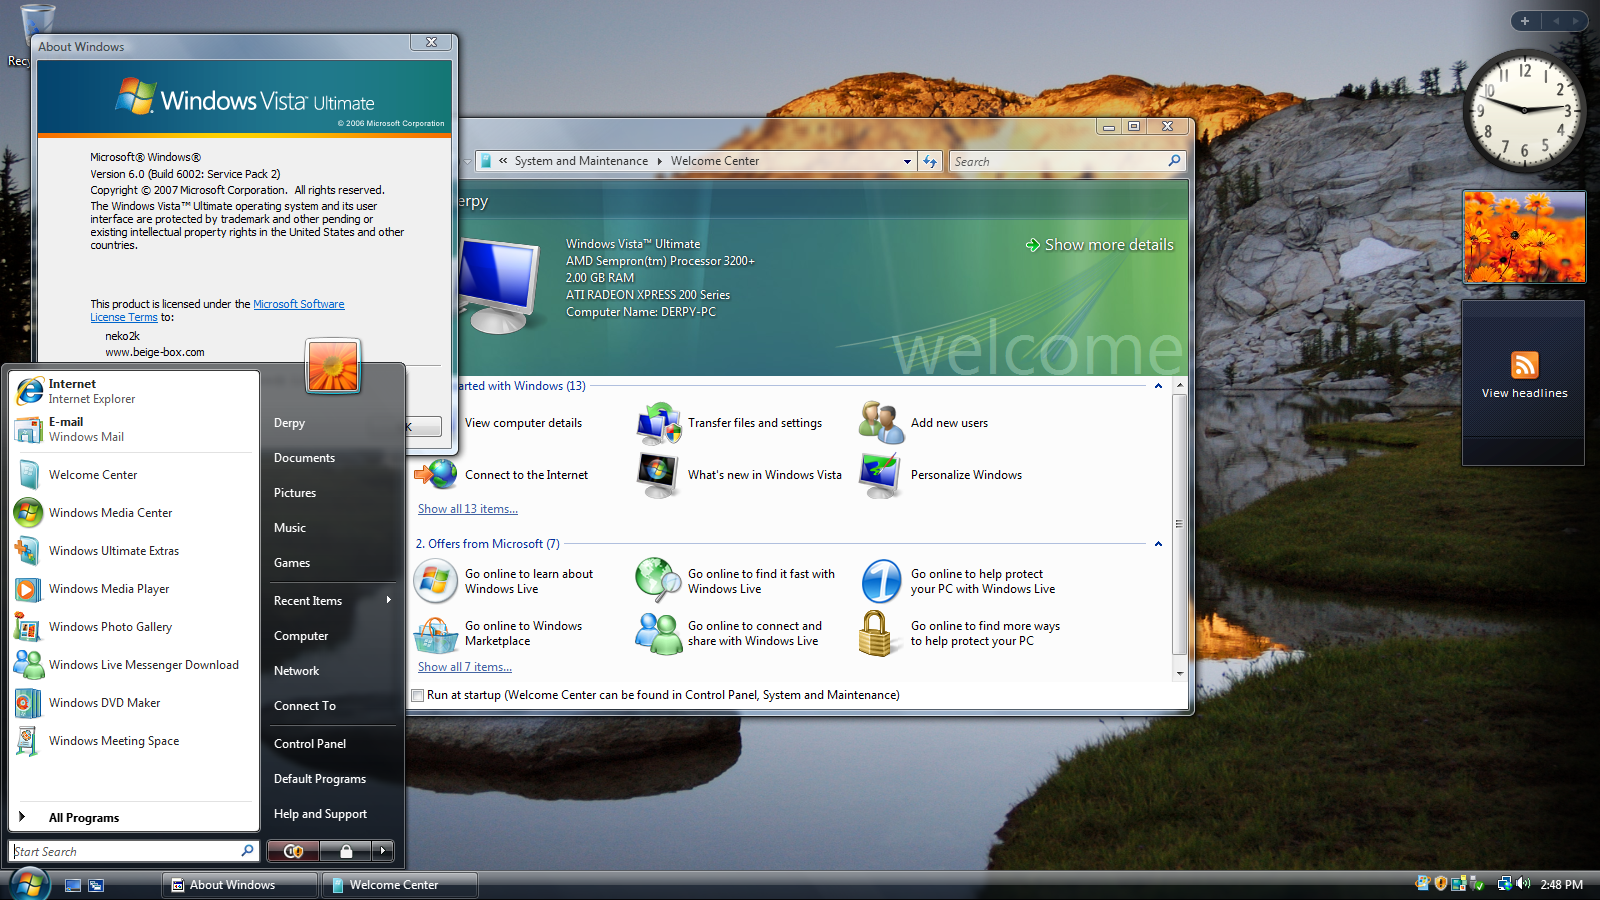 About Windows
Windows Vista™ Ultimate
© 2006 Microsoft Corporation
Microsoft® Windows®
Version 6.0 (Build 6002: Service Pack 2)
Copyright © 2007 Microsoft Corporation. All rights reserved.
The Windows Vista™ Ultimate operating system and its user
interface are protected by trademark and other pending or
existing intellectual property rights in the United States and other
countries.
This product is licensed under the Microsoft Software
License Terms to:
neko2k
www.beige-box.com
« System and Maintenance ▸ Welcome Center
Search
erpy
Windows Vista™ Ultimate
AMD Sempron(tm) Processor 3200+
2.00 GB RAM
ATI RADEON XPRESS 200 Series
Computer Name: DERPY-PC
Show more details
welcome
arted with Windows (13)
View computer details
Transfer files and settings
Add new users
Connect to the Internet
What's new in Windows Vista
Personalize Windows
Show all 13 items...
2. Offers from Microsoft (7)
Go online to learn about
Windows Live
Go online to find it fast with
Windows Live
Go online to help protect
your PC with Windows Live
Go online to Windows
Marketplace
Go online to connect and
share with Windows Live
Go online to find more ways
to help protect your PC
Show all 7 items...
Run at startup (Welcome Center can be found in Control Panel, System and Maintenance)
Internet
Internet Explorer
E-mail
Windows Mail
Welcome Center
Windows Media Center
Windows Ultimate Extras
Windows Media Player
Windows Photo Gallery
Windows Live Messenger Download
Windows DVD Maker
Windows Meeting Space
All Programs
Start Search
Derpy
Documents
Pictures
Music
Games
Recent Items
Computer
Network
Connect To
Control Panel
Default Programs
Help and Support
12
1
2
3
4
5
6
7
8
9
10
View headlines
About Windows
Welcome Center
2:48 PM